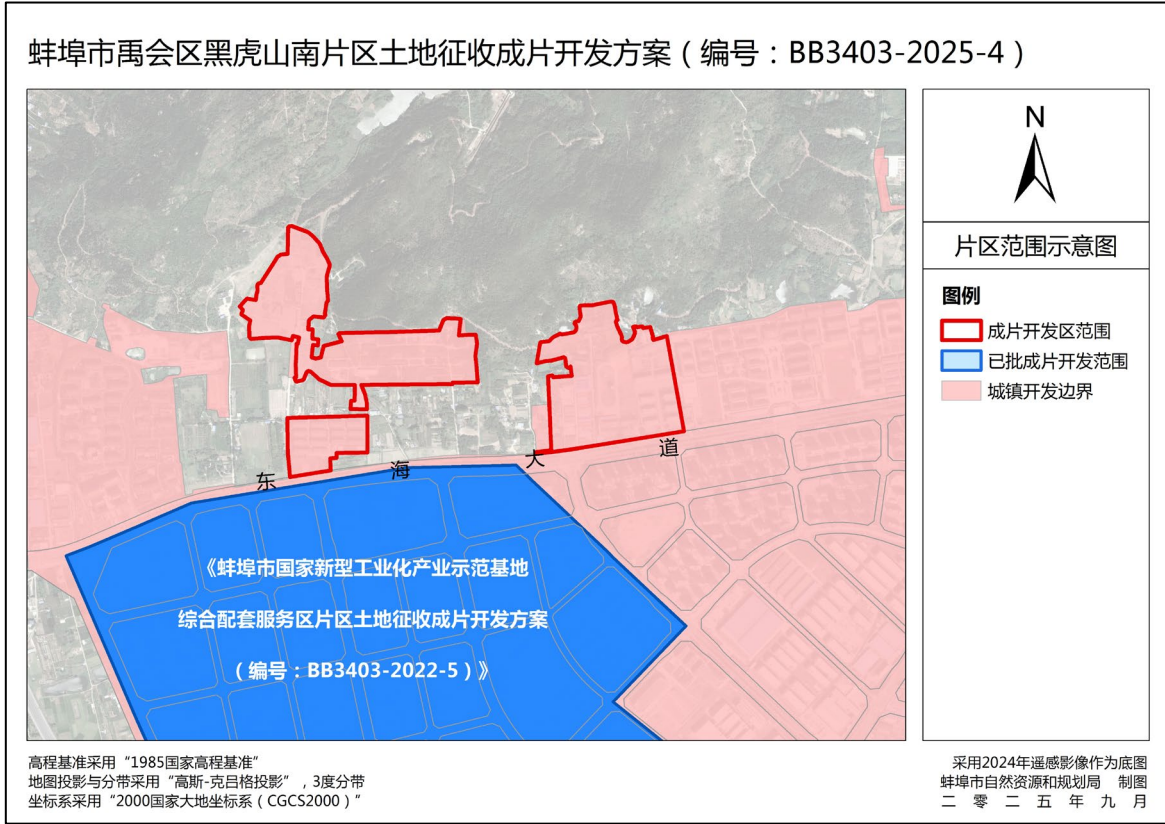 蚌埠市禹会区黑虎山南片区土地征收成片开发方案（编号：BB3403-2025-4）
N
片区范围示意图
图例
成片开发区范围
已批成片开发范围
城镇开发边界
东海大道
《蚌埠市国家新型工业化产业示范基地
综合配套服务区片区土地征收成片开发方案
（编号：BB3403-2022-5）》
高程基准采用“1985国家高程基准”
地图投影与分带采用“高斯-克吕格投影”，3度分带
坐标系采用“2000国家大地坐标系（CGCS2000）”
采用2024年遥感影像作为底图
蚌埠市自然资源和规划局 制图
二零二五年九月